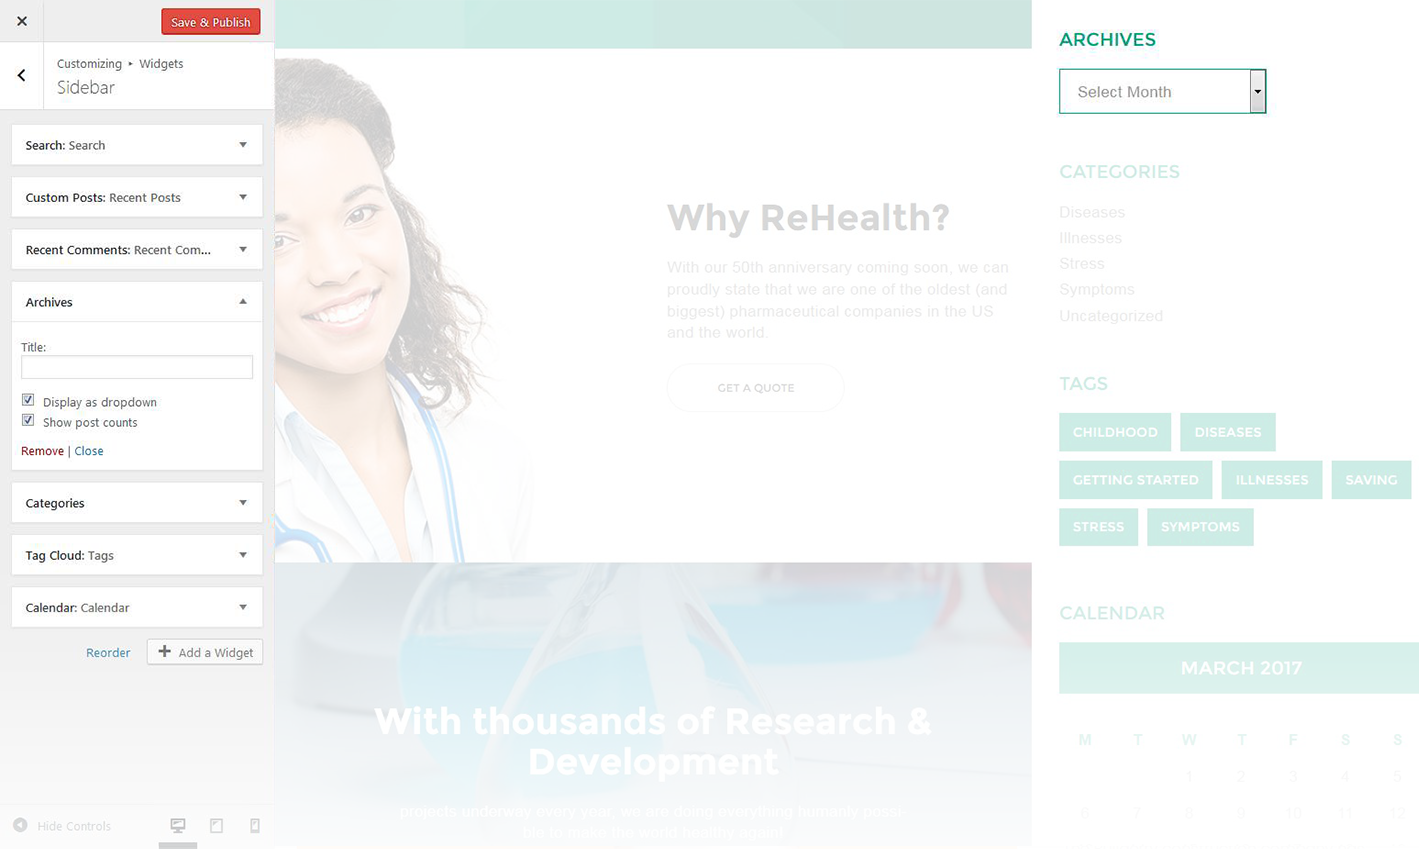 Save & Publish
Customizing ▸ Widgets
Sidebar
Search: Search
Custom Posts: Recent Posts
Recent Comments: Recent Com...
Archives
Title:
Display as dropdown
Show post counts
Remove | Close
Categories
Tag Cloud: Tags
Calendar: Calendar
Reorder
Add a Widget
Hide Controls
Why ReHealth?
With our 50th anniversary coming soon, we can
proudly state that we are one of the oldest (and
biggest) pharmaceutical companies in the US
and the world.
GET A QUOTE
With thousands of Research &
Development
projects underway every year, we are doing everything humanly possi
ble to make the world healthy again!
ARCHIVES
Select Month
CATEGORIES
Diseases
Illnesses
Stress
Symptoms
Uncategorized
TAGS
CHILDHOOD DISEASES
GETTING STARTED ILLNESSES SAVING
STRESS SYMPTOMS
CALENDAR
MARCH 2017
M T W T F S S
1 2 3 4 5
6 7 8 9 10 11 12